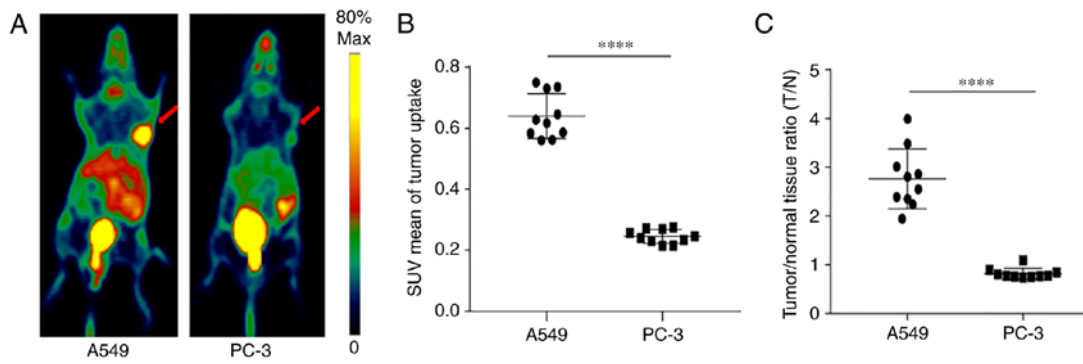 A
80%
Max
0
A549
PC-3
B
****
SUV mean of tumor uptake
0.8
0.6
0.4
0.2
0.0
A549
PC-3
C
****
Tumor/normal tissue ratio (T/N)
5
4
3
2
1
0
A549
PC-3